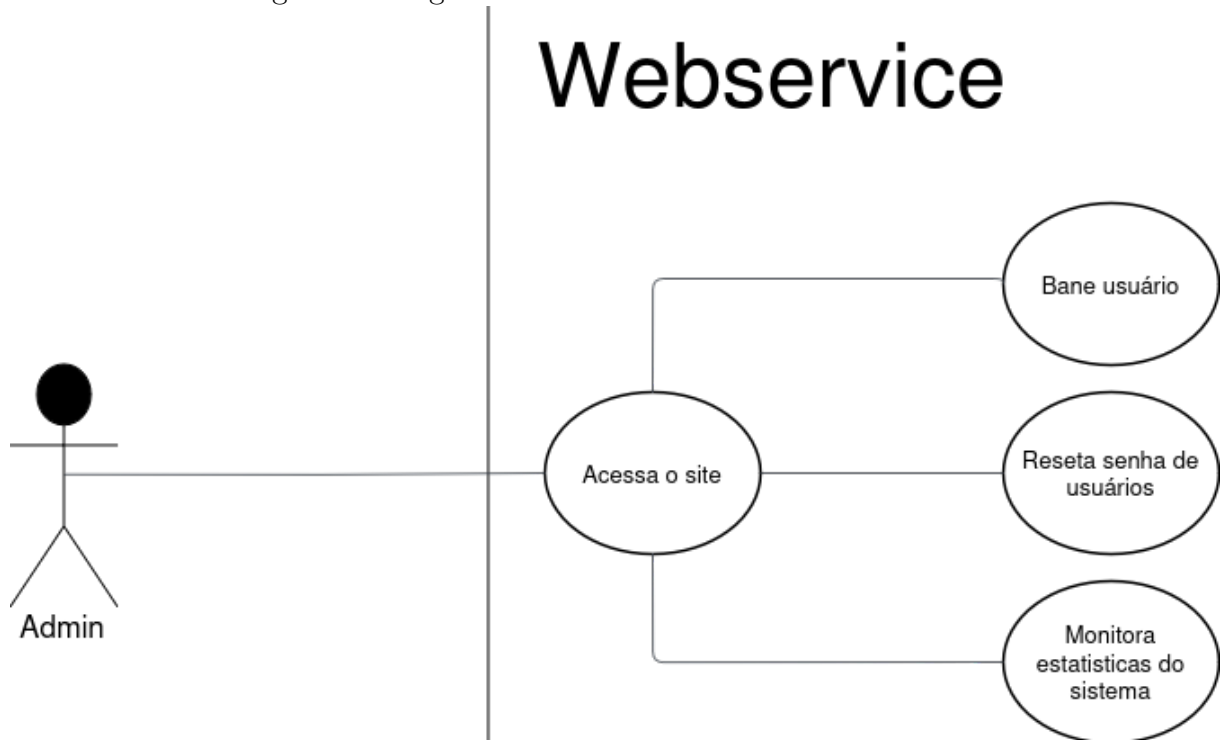 Webservice
Bane usuário
Acessa o site
Reseta senha de
usuários
Admin
Monitora
estatisticas do
sistema